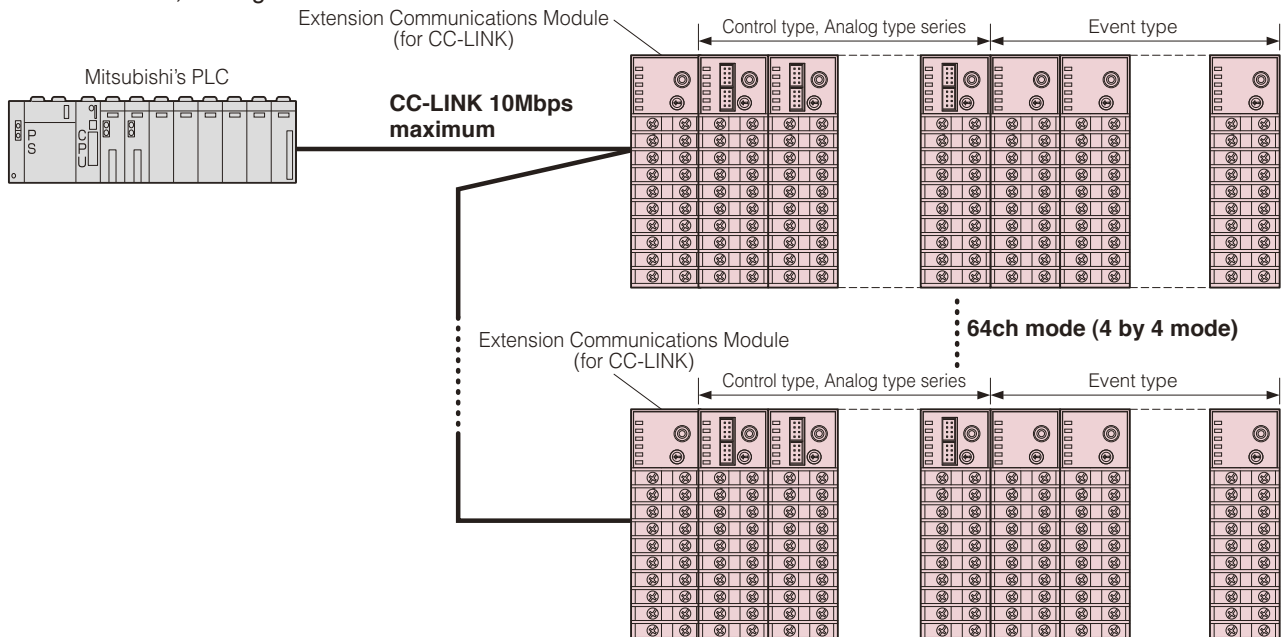 Extension Communications Module
(for CC-LINK)
Control type, Analog type series
Event type
Mitsubishi's PLC
PS
CPU
CC-LINK 10Mbps
maximum
64ch mode (4 by 4 mode)
Extension Communications Module
(for CC-LINK)
Control type, Analog type series
Event type